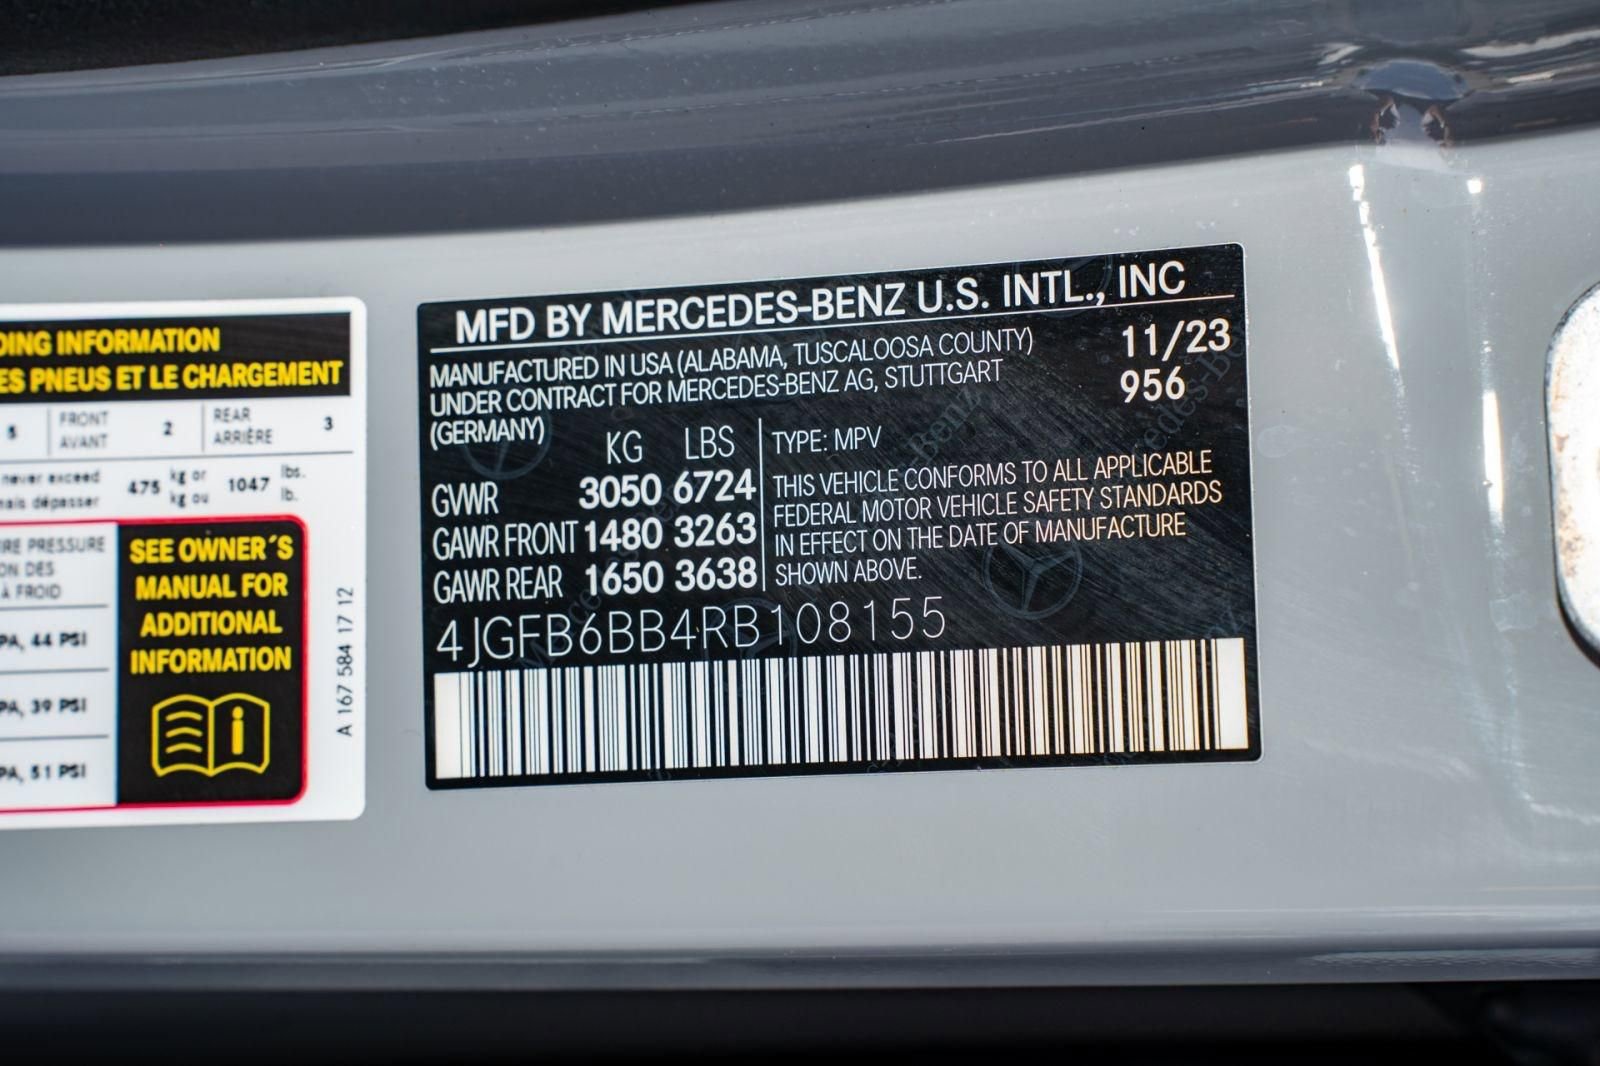 DING INFORMATION
ES PNEUS ET LE CHARGEMENT
5 FRONT AVANT 2 REAR ARRIÈRE 3
never exceed 475 kg or 1047 lbs.
dépasser kg ou lb.
PRESSURE
ON DES
À FROID
PA, 44 PSI
PA, 39 PSI
PA, 51 PSI
SEE OWNER´S
MANUAL FOR
ADDITIONAL
INFORMATION
A 167 584 17 12
MFD BY MERCEDES-BENZ U.S. INTL., INC
MANUFACTURED IN USA (ALABAMA, TUSCALOOSA COUNTY)
UNDER CONTRACT FOR MERCEDES-BENZ AG, STUTTGART
(GERMANY)
11/23
956
KG LBS
GVWR 3050 6724
GAWR FRONT 1480 3263
GAWR REAR 1650 3638
TYPE: MPV
THIS VEHICLE CONFORMS TO ALL APPLICABLE
FEDERAL MOTOR VEHICLE SAFETY STANDARDS
IN EFFECT ON THE DATE OF MANUFACTURE
SHOWN ABOVE.
4JGFB6BB4RB108155